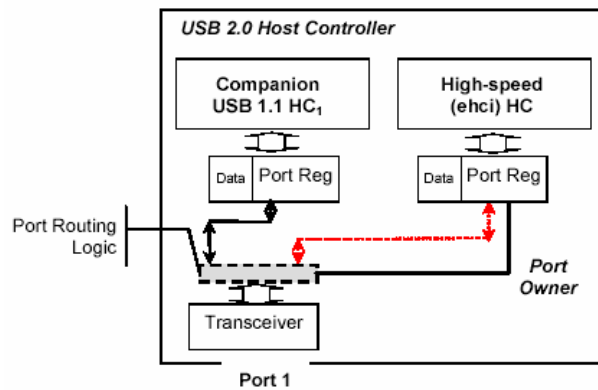 USB 2.0 Host Controller
Companion
USB 1.1 HC₁
High-speed
(ehci) HC
Data
Port Reg
Data
Port Reg
Port Routing
Logic
Port
Owner
Transceiver
Port 1